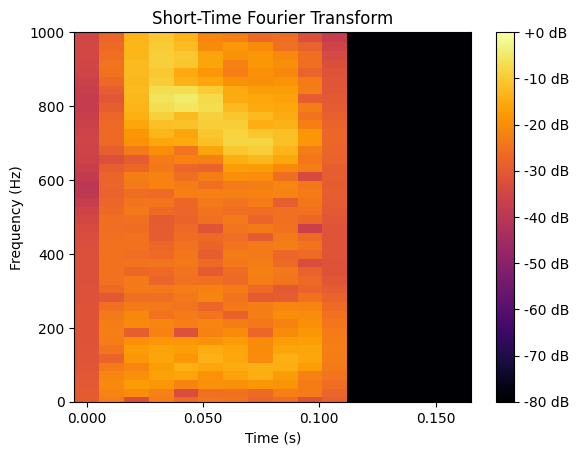 Short-Time Fourier Transform
Frequency (Hz)
1000
800
600
400
200
0
0.000
0.050
0.100
0.150
Time (s)
+0 dB
-10 dB
-20 dB
-30 dB
-40 dB
-50 dB
-60 dB
-70 dB
-80 dB